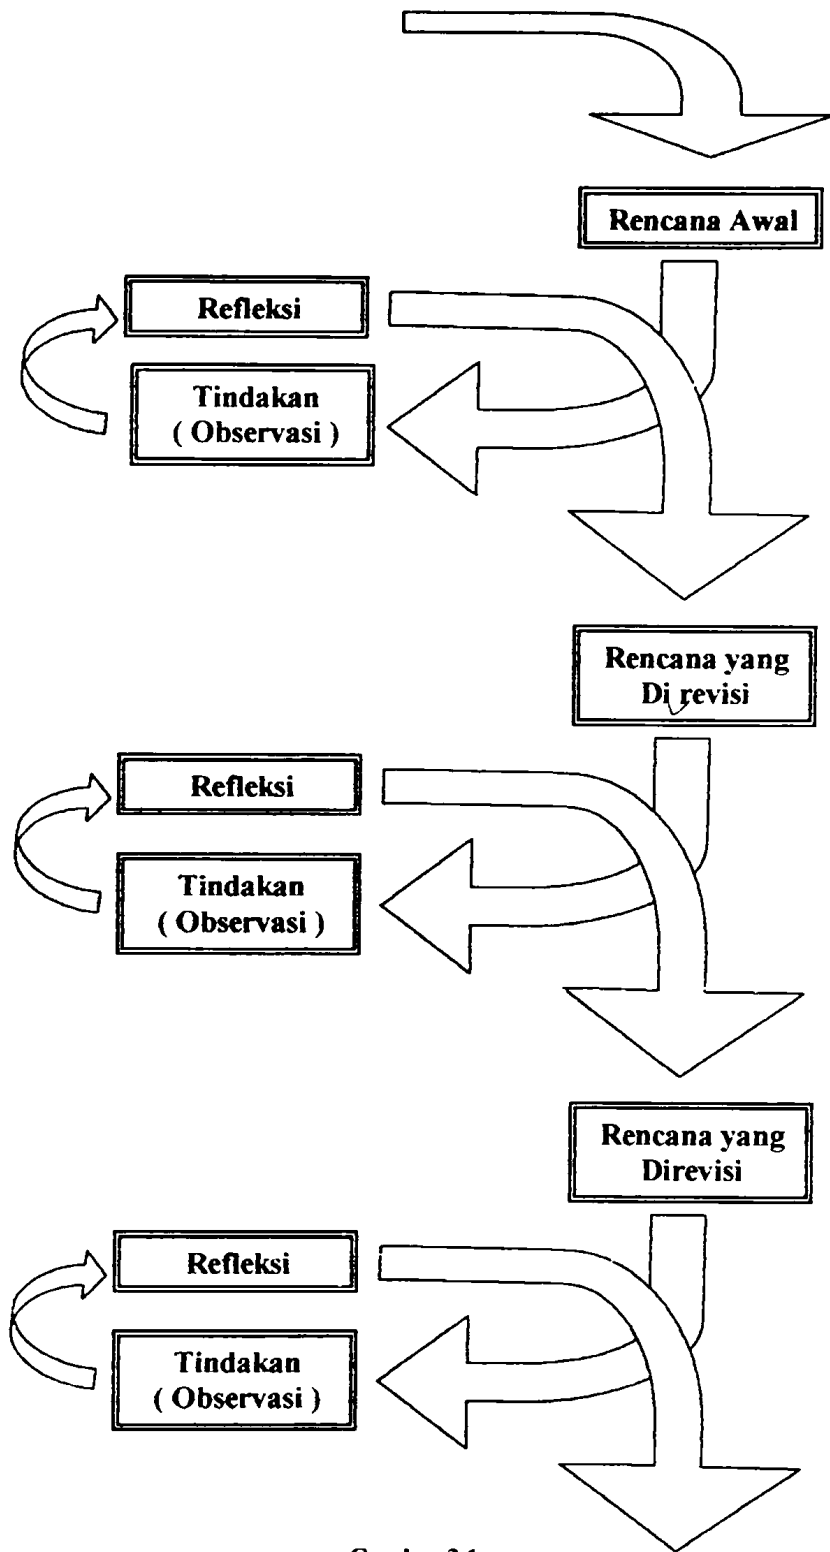 Rencana Awal
Refleksi
Tindakan
( Observasi )
Rencana yang
Di revisi
Refleksi
Tindakan
( Observasi )
Rencana yang
Direvisi
Refleksi
Tindakan
( Observasi )